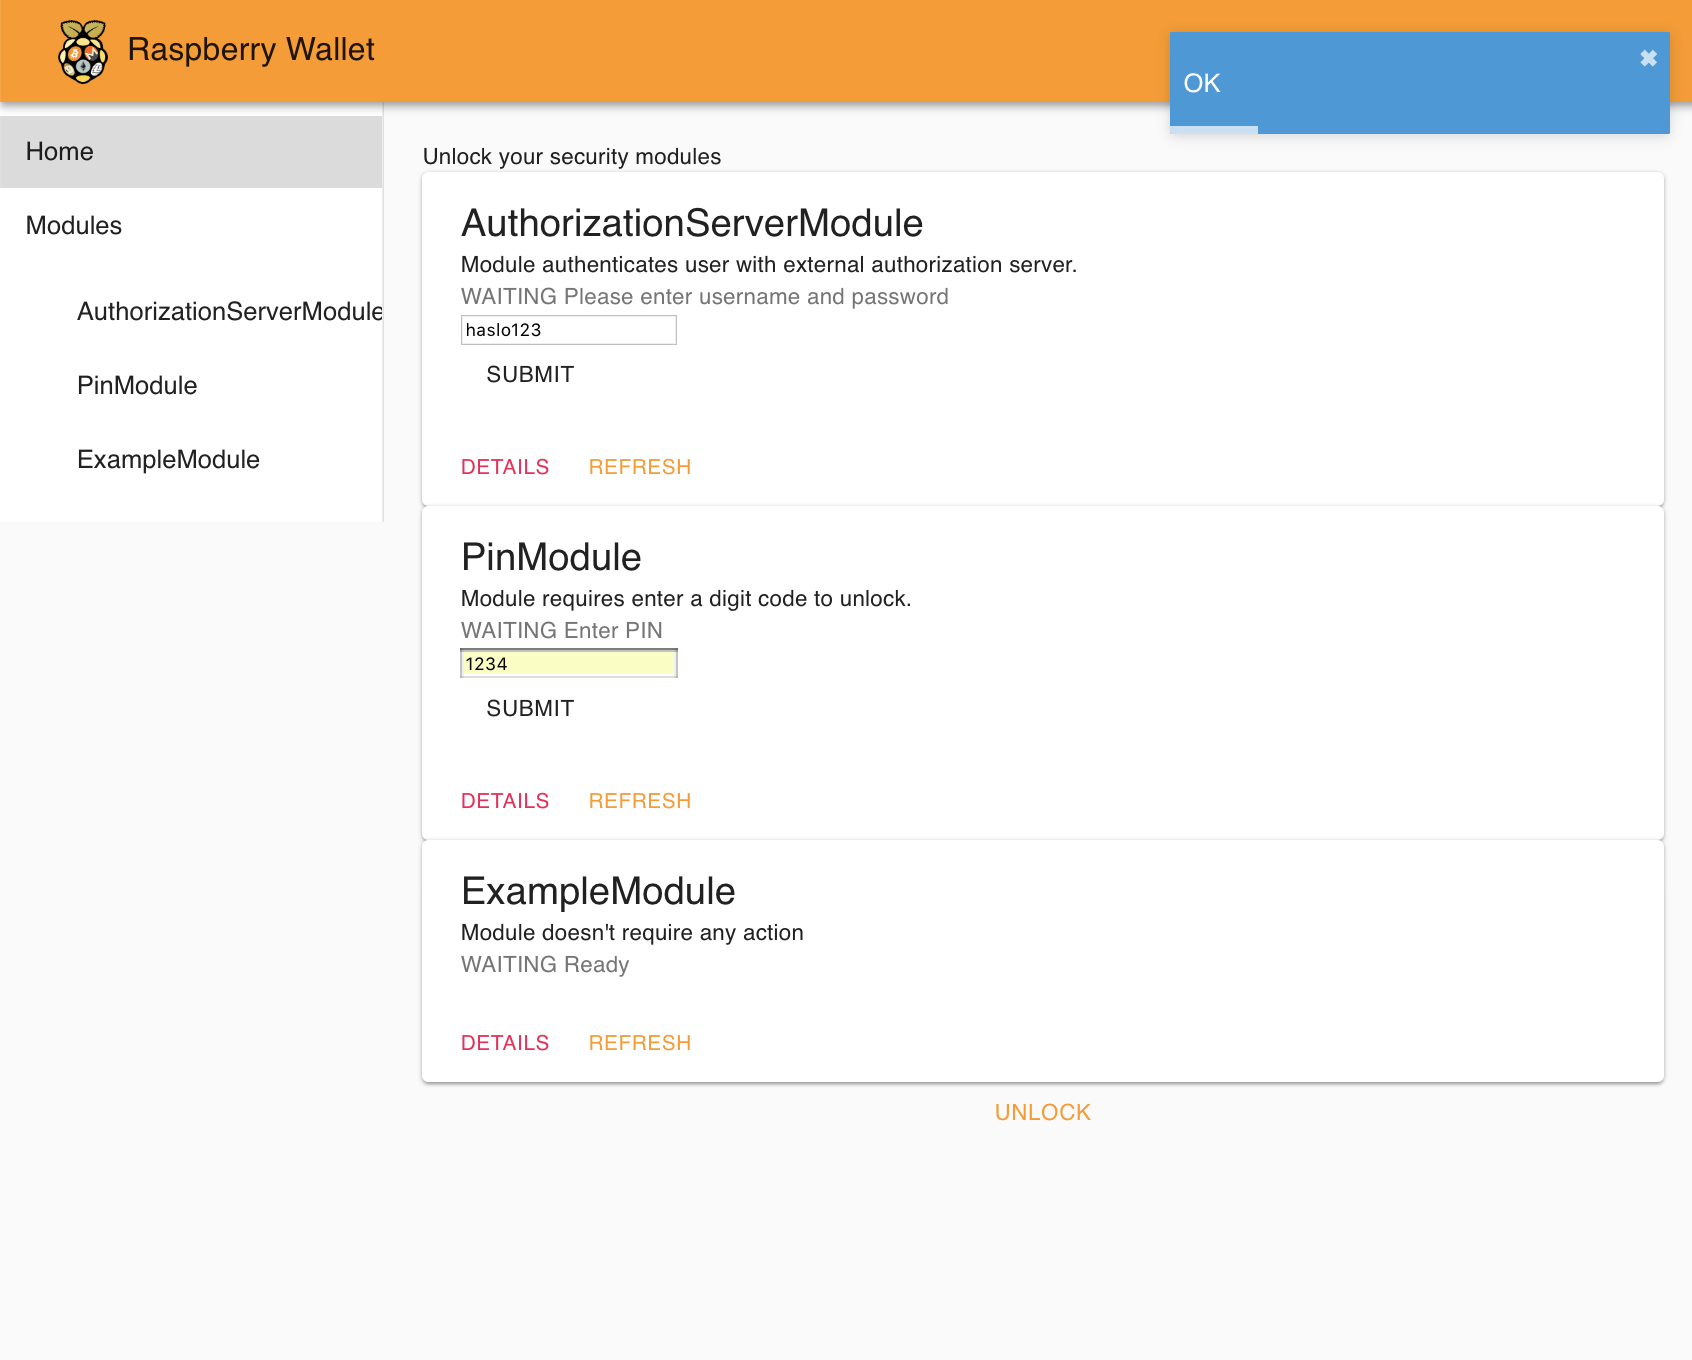 Raspberry Wallet
OK
Home
Modules
AuthorizationServerModule
PinModule
ExampleModule
Unlock your security modules
AuthorizationServerModule
Module authenticates user with external authorization server.
WAITING Please enter username and password
haslo123
SUBMIT
DETAILS REFRESH
PinModule
Module requires enter a digit code to unlock.
WAITING Enter PIN
1234
SUBMIT
DETAILS REFRESH
ExampleModule
Module doesn't require any action
WAITING Ready
DETAILS REFRESH
UNLOCK